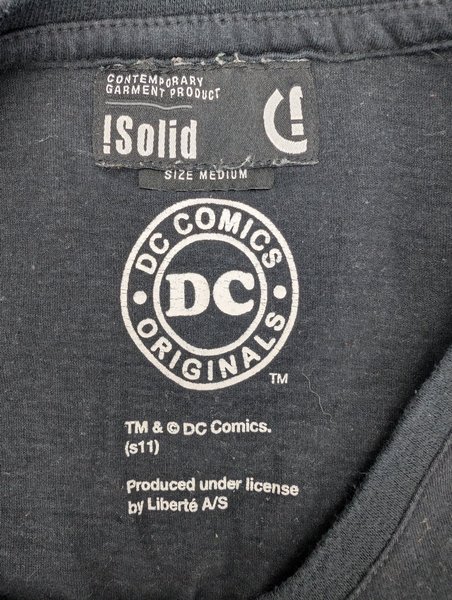 CONTEMPORARY
GARMENT PRODUCT
!Solid
SIZE MEDIUM
• DC COMICS •
DC
ORIGINALS
TM
TM & © DC Comics.
(s11)
Produced under license
by Liberté A/S